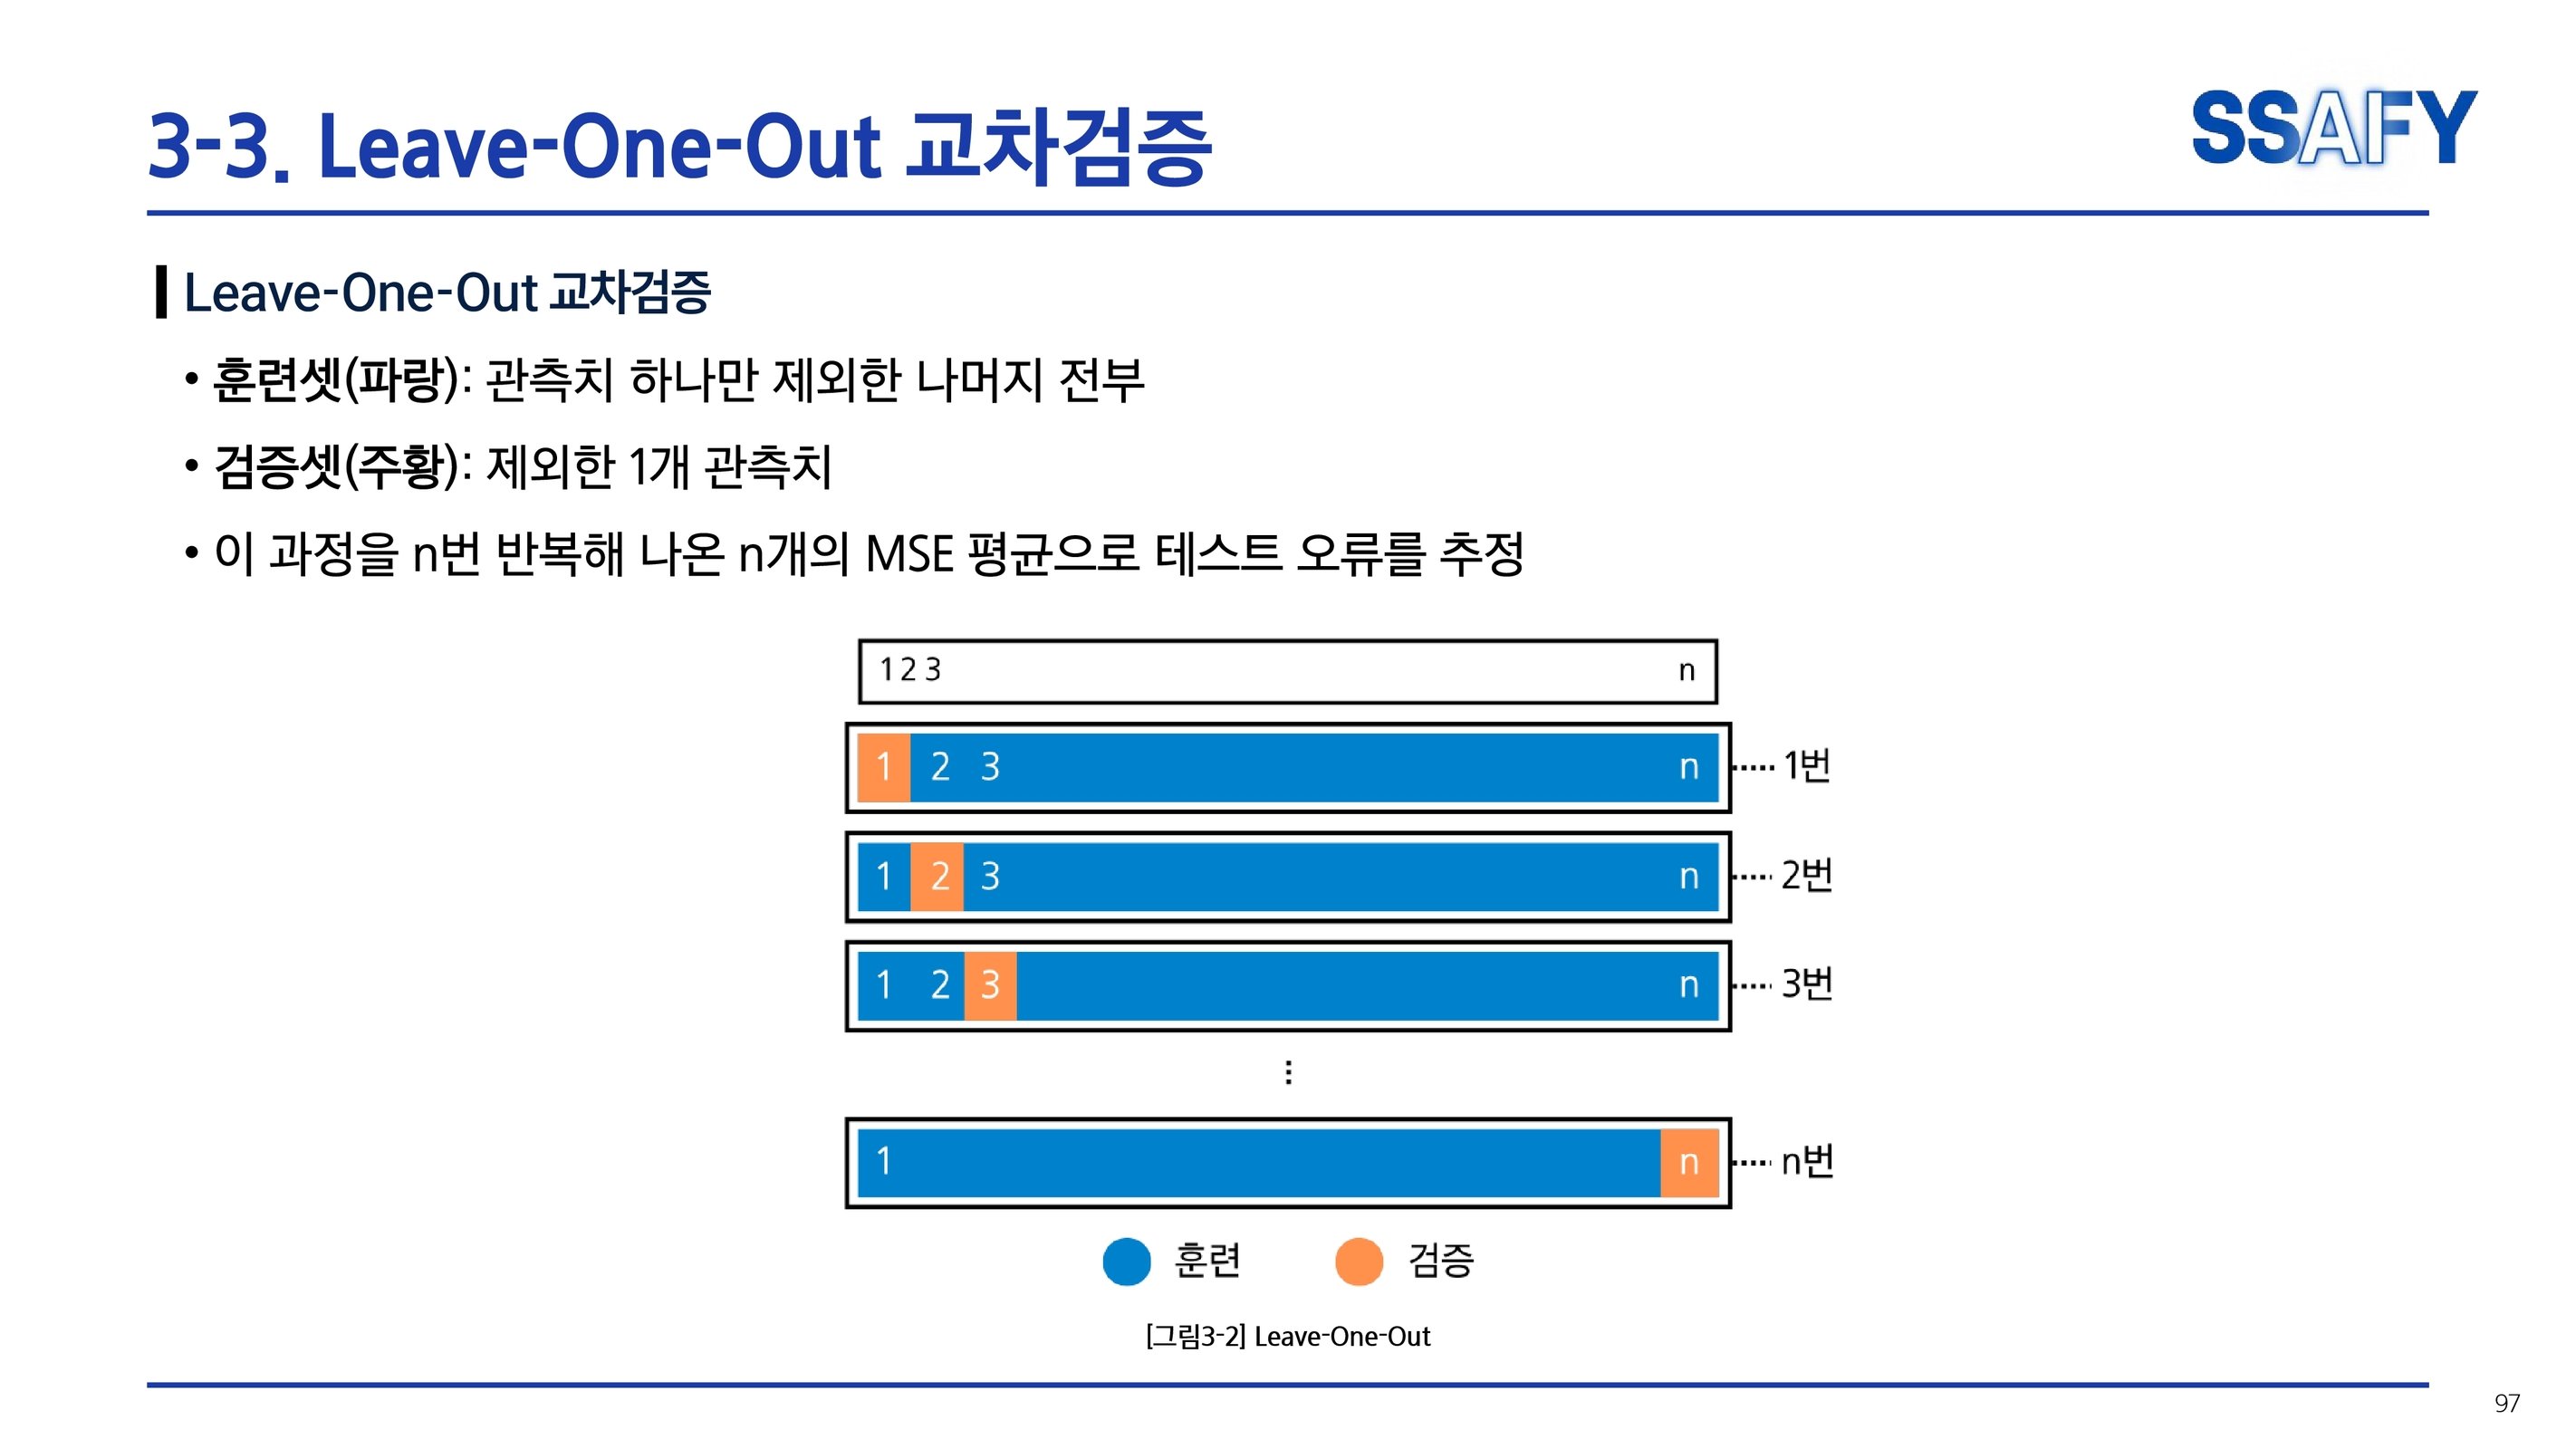 3-3. Leave-One-Out 교차검증
SSAFY
Leave-One-Out 교차검증
• 훈련셋(파랑): 관측치 하나만 제외한 나머지 전부
• 검증셋(주황): 제외한 1개 관측치
• 이 과정을 n번 반복해 나온 n개의 MSE 평균으로 테스트 오류를 추정
1 2 3 n
1 2 3 n 1번
1 2 3 n 2번
1 2 3 n 3번
⋮
1 n n번
훈련 검증
[그림3-2] Leave-One-Out
97